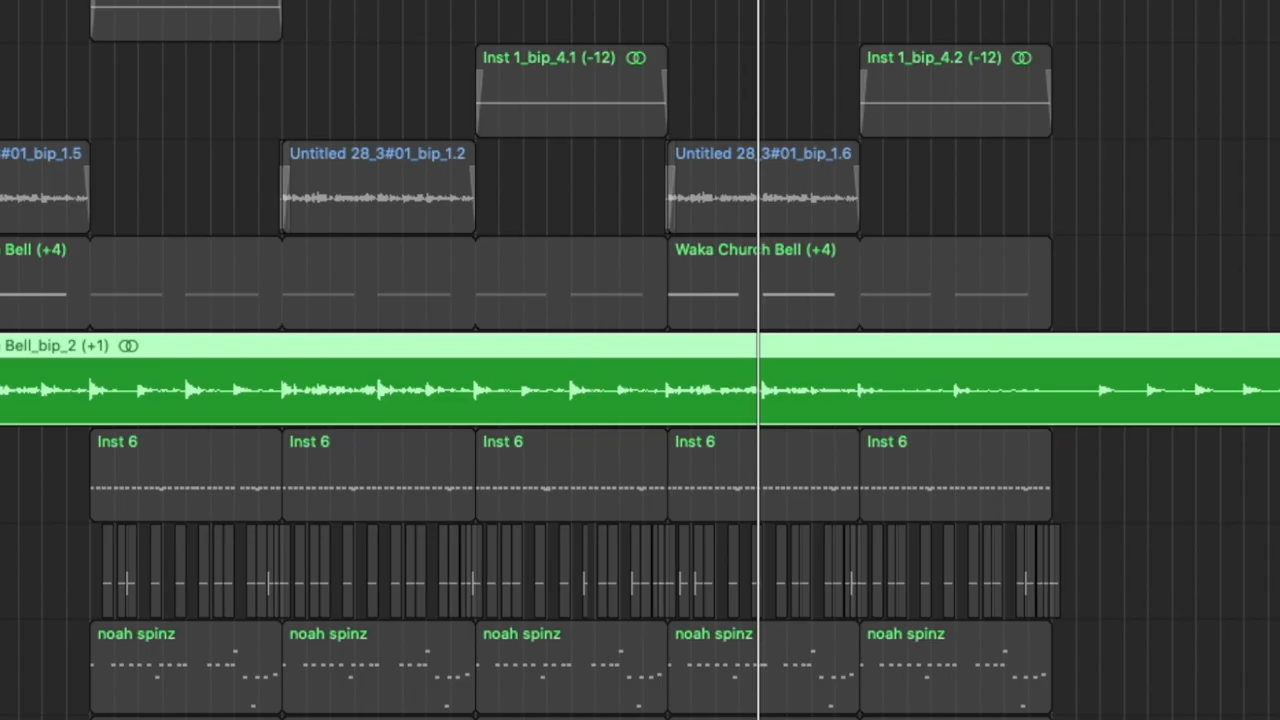 Inst 1_bip_4.1 (-12)
Inst 1_bip_4.2 (-12)
#01_bip_1.5
Untitled 28_3#01_bip_1.2
Untitled 28_3#01_bip_1.6
Bell (+4)
Waka Church Bell (+4)
Bell_bip_2 (+1)
Inst 6
Inst 6
Inst 6
Inst 6
Inst 6
noah spinz
noah spinz
noah spinz
noah spinz
noah spinz